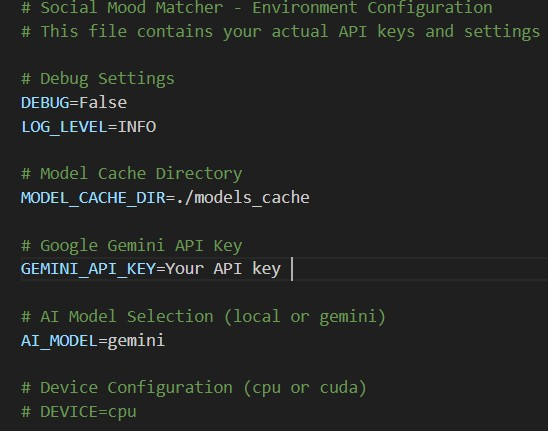 # Social Mood Matcher - Environment Configuration
# This file contains your actual API keys and settings
# Debug Settings
DEBUG=False
LOG_LEVEL=INFO
# Model Cache Directory
MODEL_CACHE_DIR=./models_cache
# Google Gemini API Key
GEMINI_API_KEY=Your API key
# AI Model Selection (local or gemini)
AI_MODEL=gemini
# Device Configuration (cpu or cuda)
# DEVICE=cpu